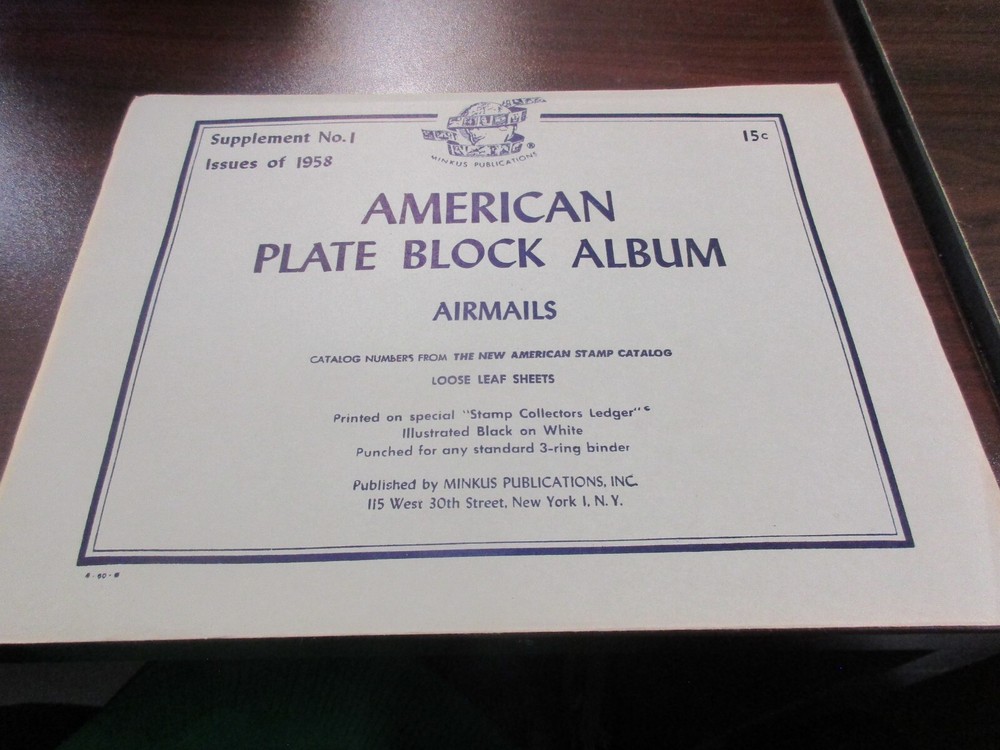 Supplement No. 1
Issues of 1958
15c
MINKUS PUBLICATIONS ®
AMERICAN
PLATE BLOCK ALBUM
AIRMAILS
CATALOG NUMBERS FROM THE NEW AMERICAN STAMP CATALOG
LOOSE LEAF SHEETS
Printed on special "Stamp Collectors Ledger" c
Illustrated Black on White
Punched for any standard 3-ring binder
Published by MINKUS PUBLICATIONS, INC.
115 West 30th Street, New York 1, N. Y.